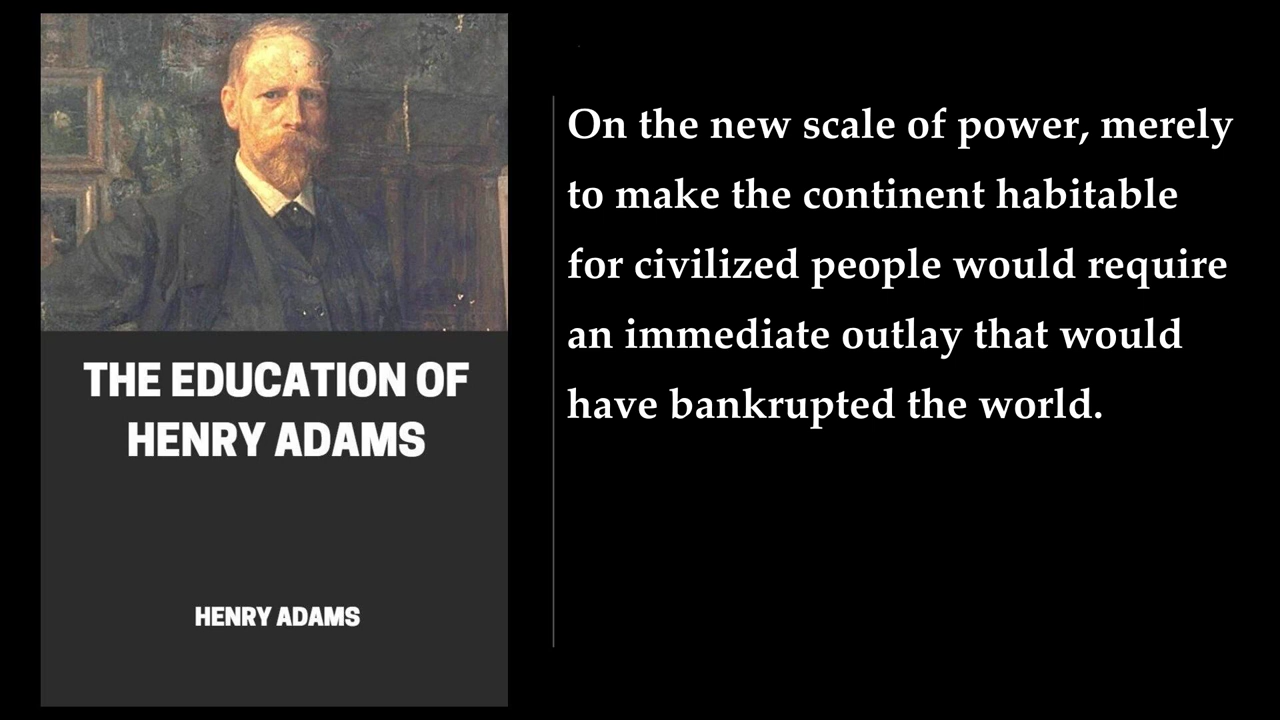 THE EDUCATION OF
HENRY ADAMS
HENRY ADAMS
On the new scale of power, merely
to make the continent habitable
for civilized people would require
an immediate outlay that would
have bankrupted the world.